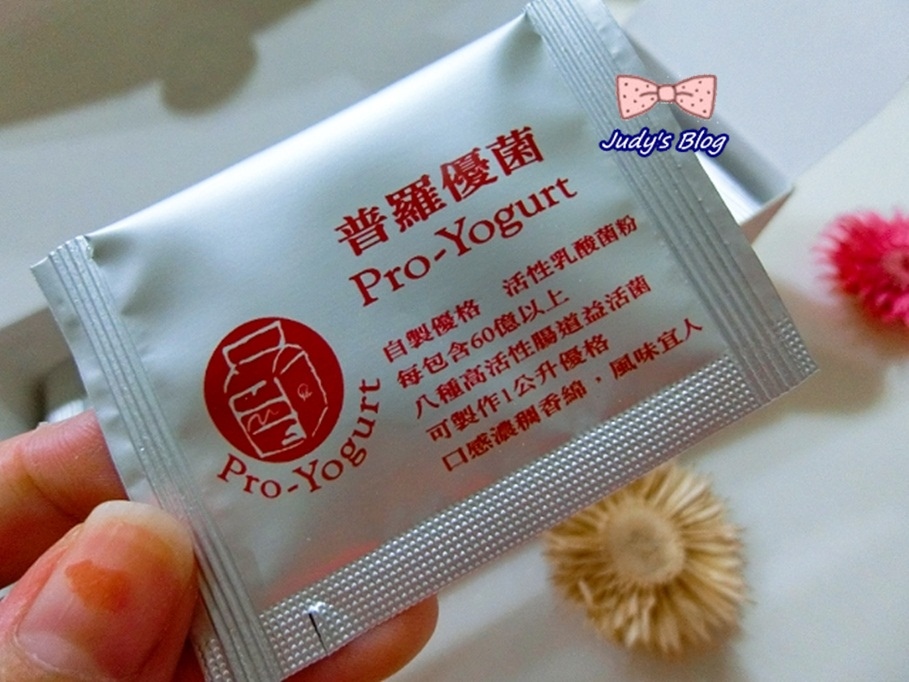 Judy's Blog
普羅優菌
Pro-Yogurt
自製優格 活性乳酸菌粉
每包含60億以上
八種高活性腸道益活菌
可製作1公升優格
口感濃稠香綿，風味宜人
Pro-Yogurt